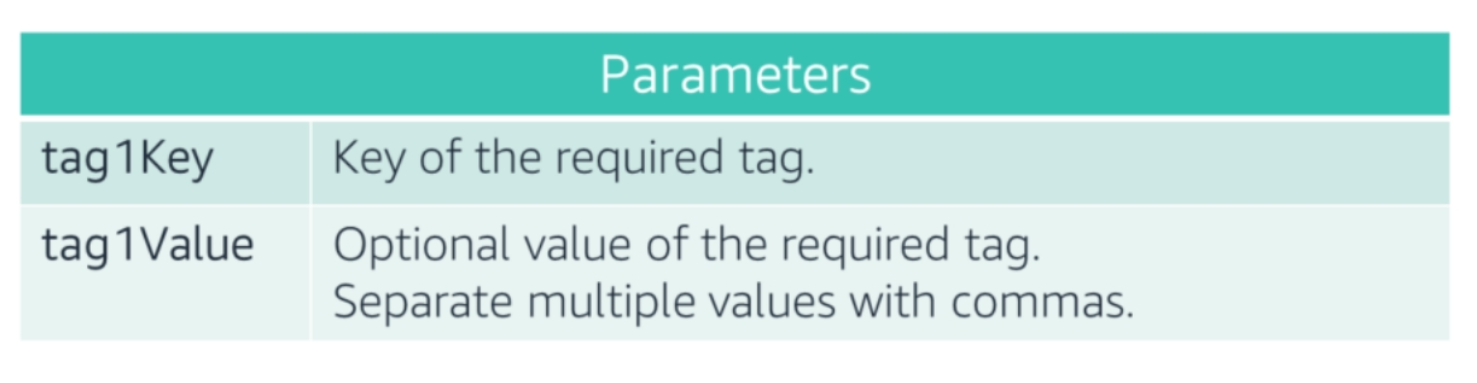 Parameters
tag1Key
Key of the required tag.
tag1Value
Optional value of the required tag.
Separate multiple values with commas.